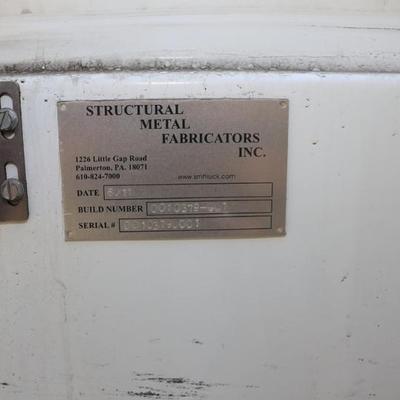 STRUCTURAL
METAL
FABRICATORS
INC.
1226 Little Gap Road
Palmerton, PA. 18071
610-824-7000
www.smftruck.com
DATE
BUILD NUMBER
SERIAL #